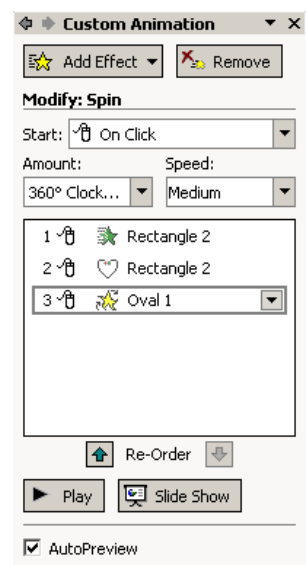 Custom Animation
Add Effect Remove
Modify: Spin
Start: On Click
Amount: Speed:
360° Clock... Medium
1 Rectangle 2
2 Rectangle 2
3 Oval 1
Re-Order
Play Slide Show
AutoPreview